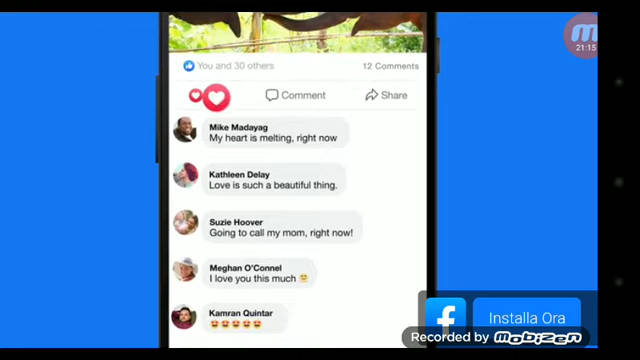 21:15
You and 30 others
12 Comments
Comment
Share
Mike Madayag
My heart is melting, right now
Kathleen Delay
Love is such a beautiful thing.
Suzie Hoover
Going to call my mom, right now!
Meghan O'Connel
I love you this much 😊
Kamran Quintar
😍😍😍😍😍
Installa Ora
Recorded by MOBIZEN